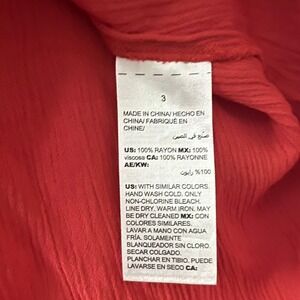 3
MADE IN CHINA/ HECHO EN
CHINA/ FABRIQUÉ EN
CHINE/
صنع في الصين
US: 100% RAYON MX: 100%
viscosa CA: 100% RAYONNE
AE/KW:
100% رايون
US: WITH SIMILAR COLORS.
HAND WASH COLD. ONLY
NON-CHLORINE BLEACH.
LINE DRY. WARM IRON. MAY
BE DRY CLEANED MX: CON
COLORES SIMILARES.
LAVAR A MANO CON AGUA
FRÍA. SOLAMENTE
BLANQUEADOR SIN CLORO.
SECAR COLGADO.
PLANCHAR EN TIBIO. PUEDE
LAVARSE EN SECO CA: